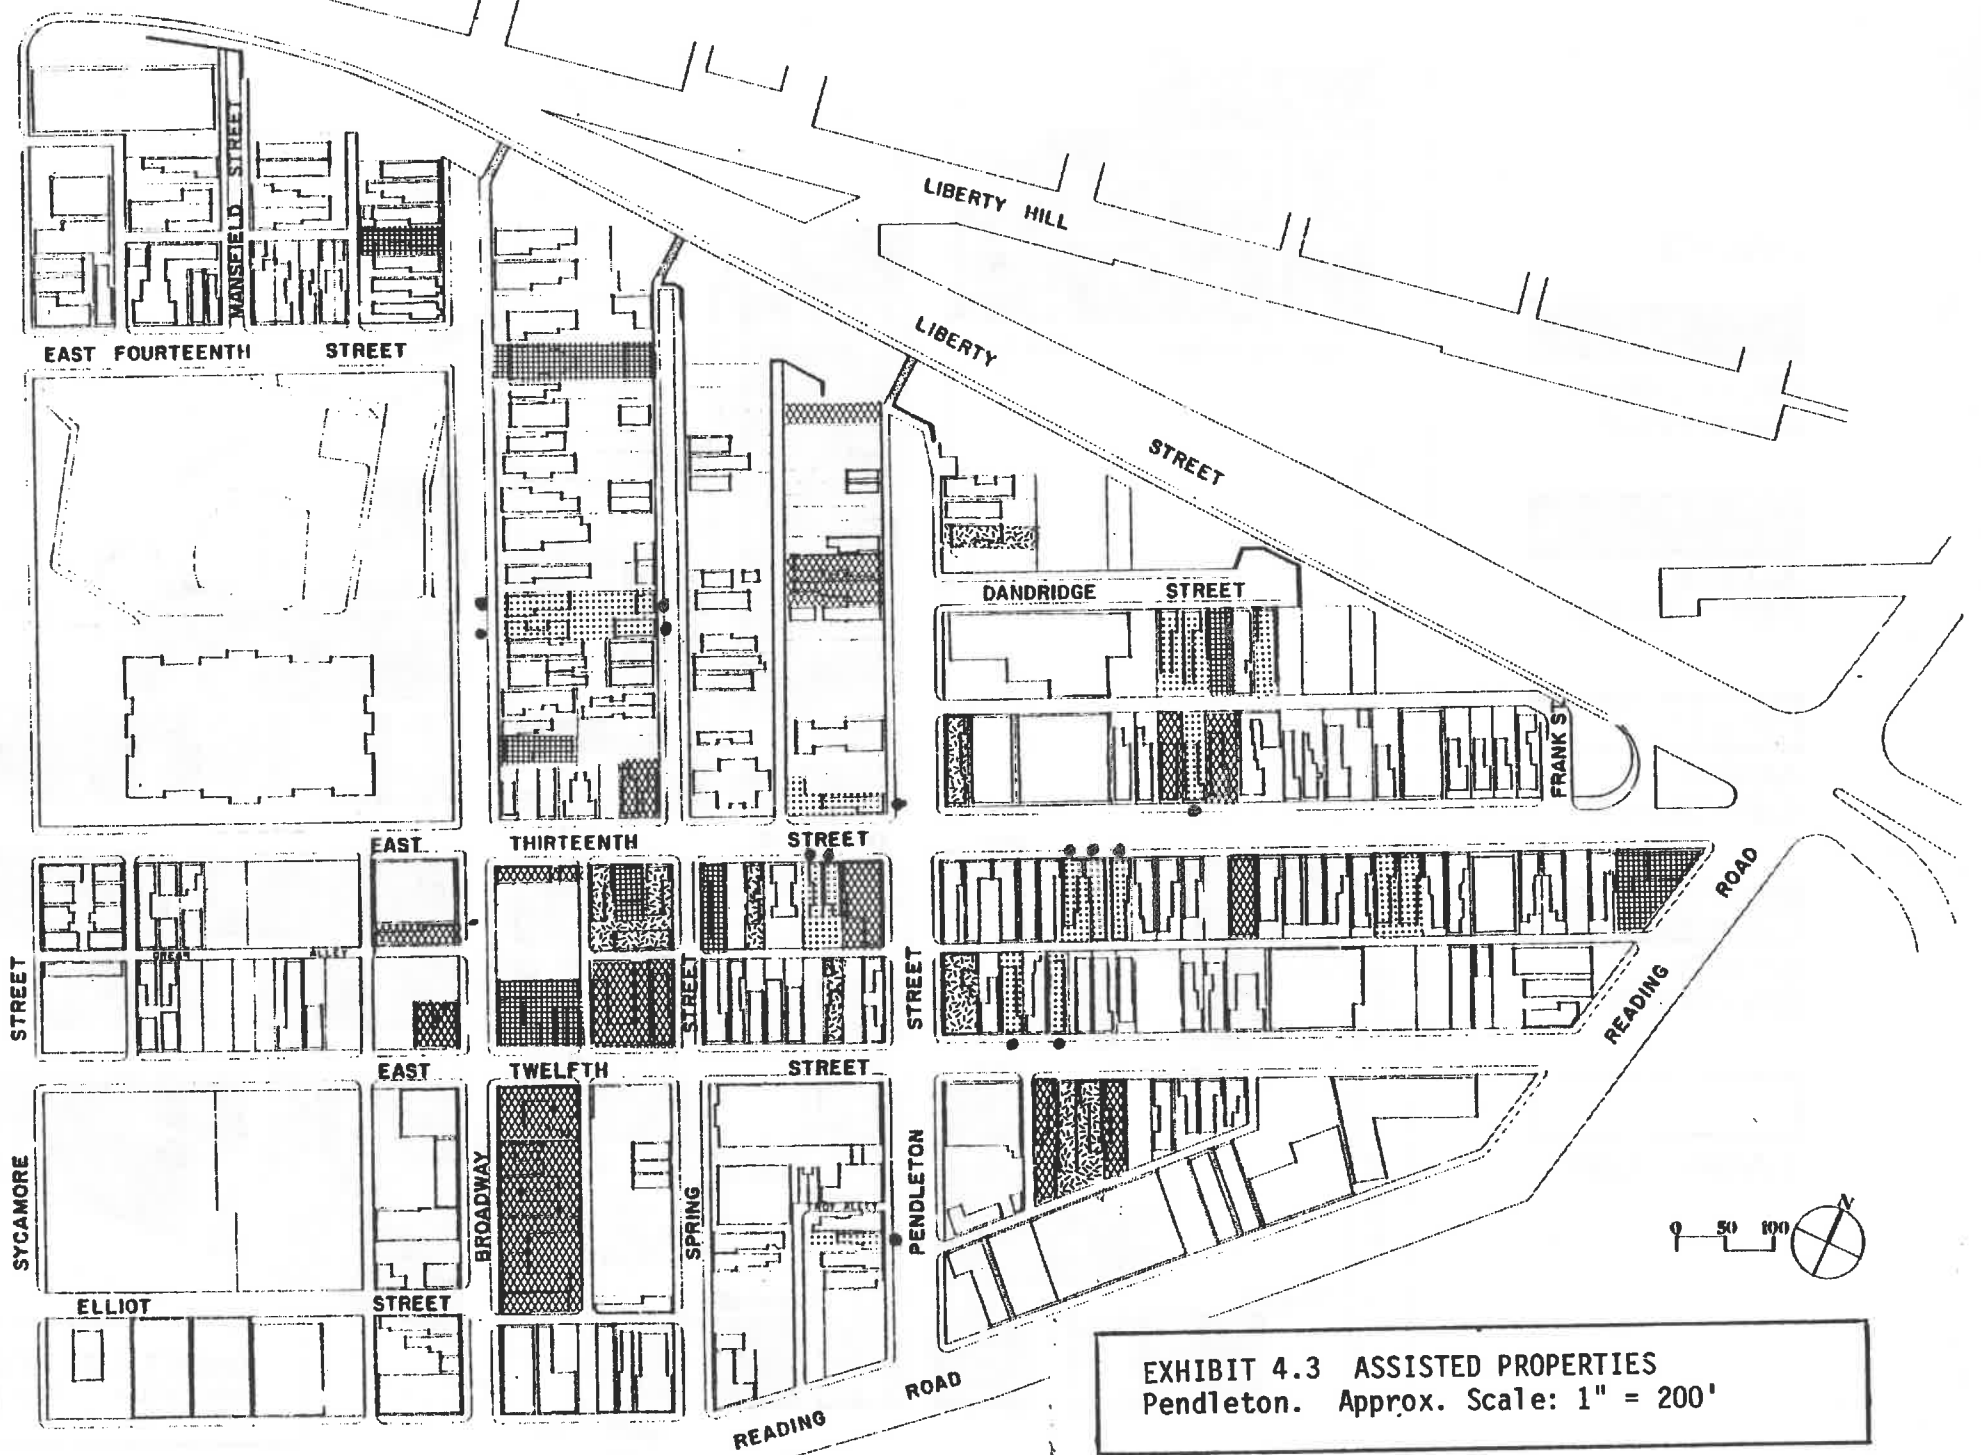 MANSFIELD STREET
LIBERTY HILL
EAST FOURTEENTH STREET
LIBERTY STREET
DANDRIDGE STREET
FRANK S
EAST THIRTEENTH STREET
ROAD
READING
ALLEY
STREET
STREET
STREET
EAST TWELFTH STREET
SYCAMORE
BROADWAY
SPRING
PENDLETON
ELLIOT STREET
0 50 100
N
READING ROAD
EXHIBIT 4.3 ASSISTED PROPERTIES
Pendleton. Approx. Scale: 1" = 200'